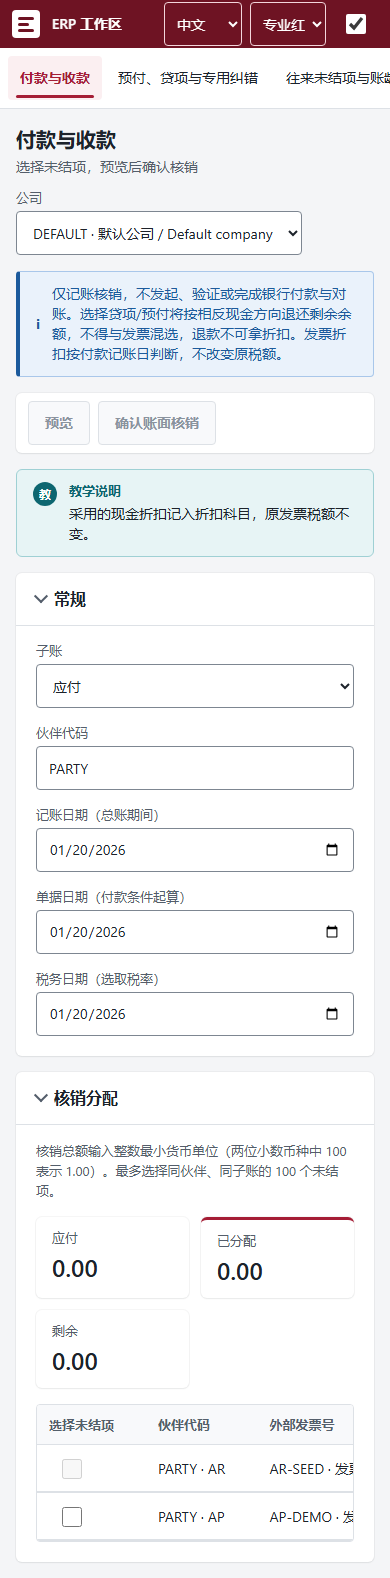 ERP 工作区
中文
专业红
付款与收款
预付、贷项与专用纠错
往来未结项与账
付款与收款
选择未结项，预览后确认核销
公司
DEFAULT · 默认公司 / Default company
i
仅记账核销，不发起、验证或完成银行付款与对
账。选择贷项/预付将按相反现金方向退还剩余余
额，不得与发票混选，退款不可拿折扣。发票折
扣按付款记账日判断，不改变原税额。
预览
确认账面核销
教
教学说明
采用的现金折扣记入折扣科目，原发票税额不
变。
常规
子账
应付
伙伴代码
PARTY
记账日期（总账期间）
01/20/2026
单据日期（付款条件起算）
01/20/2026
税务日期（选取税率）
01/20/2026
核销分配
核销总额输入整数最小货币单位（两位小数币种中 100
表示 1.00）。最多选择同伙伴、同子账的 100 个未结
项。
应付
0.00
已分配
0.00
剩余
0.00
选择未结项
伙伴代码
外部发票号
PARTY · AR
AR-SEED · 发
PARTY · AP
AP-DEMO · 发